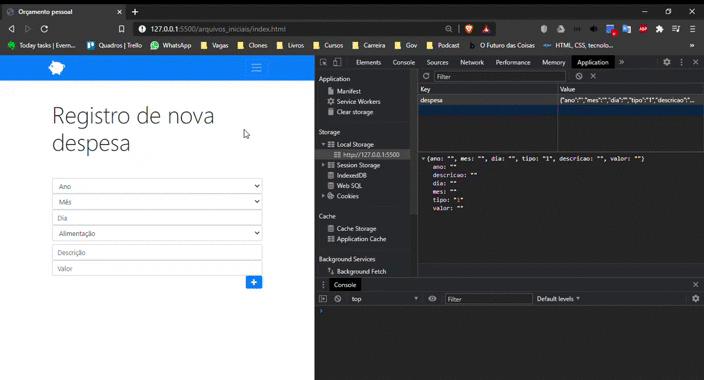 Orçamento pessoal
127.0.0.1:5500/arquivos_iniciais/index.html
Today tasks | Evern...
Quadros | Trello
WhatsApp
Vagas
Clones
Livros
Cursos
Carreira
Gov
Podcast
O Futuro das Coisas
HTML, CSS, tecnolo...
»
Elements
Console
Sources
Network
Performance
Memory
Application
»
Application
Manifest
Service Workers
Clear storage
Storage
Local Storage
http://127.0.0.1:5500
Session Storage
IndexedDB
Web SQL
Cookies
Cache
Cache Storage
Application Cache
Background Services
Background Fetch
Filter
Key
Value
despesa
{"ano":"","mes":"","dia":"","tipo":"1","descricao":"...
{ano: "", mes: "", dia: "", tipo: "1", descricao: "", valor: ""}
ano: ""
descricao: ""
dia: ""
mes: ""
tipo: "1"
valor: ""
Console
top
Filter
Default levels
Registro de nova
despesa
Ano
Mês
Dia
Alimentação
Descrição
Valor